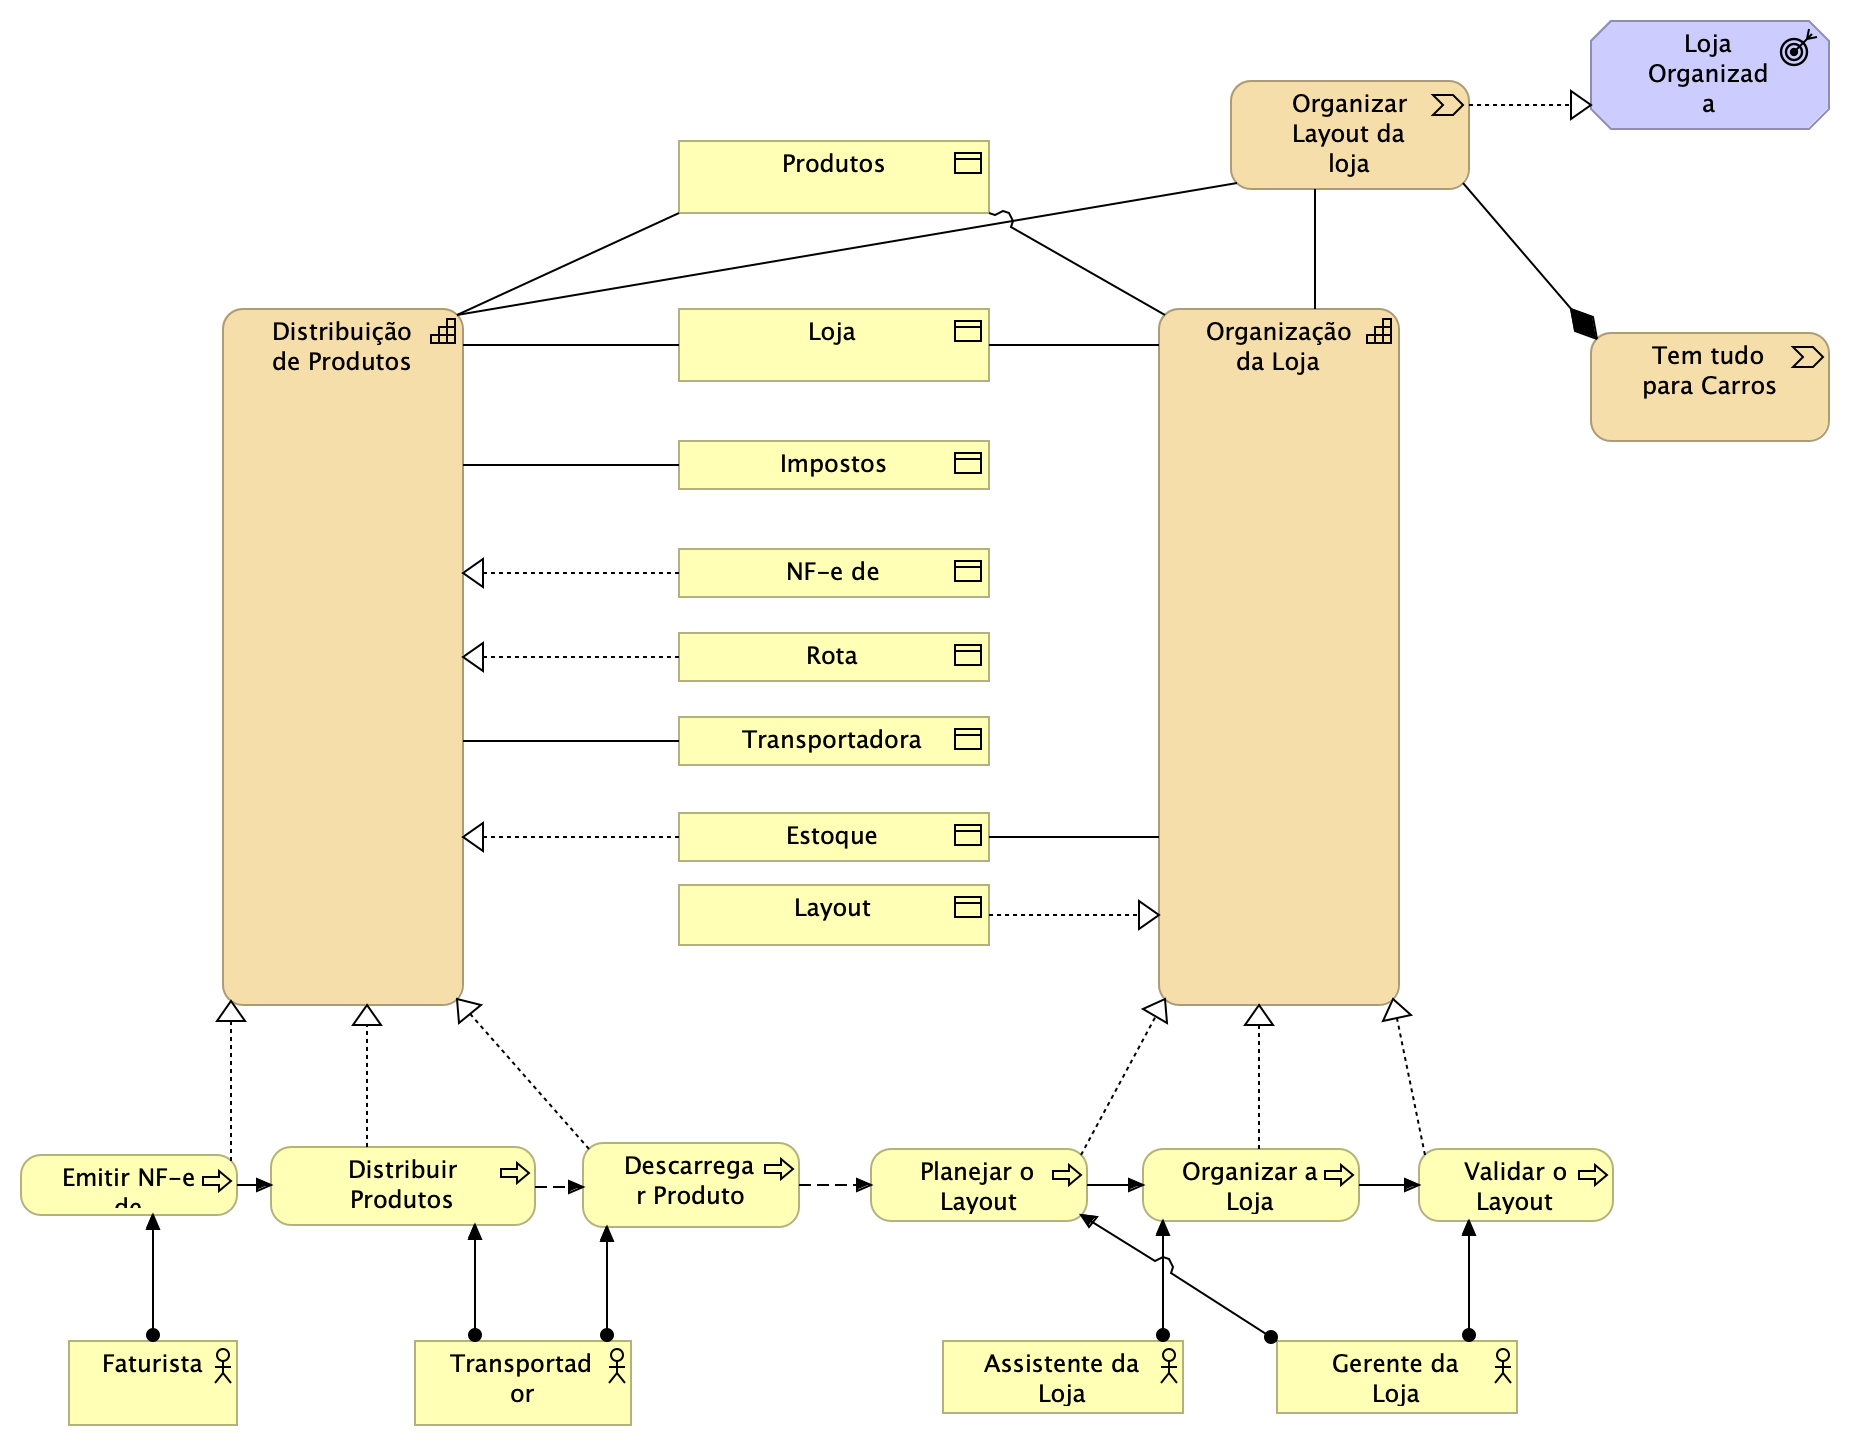 Loja
Organizad
a
Organizar
Layout da
loja
Produtos
Distribuição
de Produtos
Loja
Organização
da Loja
Tem tudo
para Carros
Impostos
NF-e de
Rota
Transportadora
Estoque
Layout
Emitir NF-e
de
Distribuir
Produtos
Descarrega
r Produto
Planejar o
Layout
Organizar a
Loja
Validar o
Layout
Faturista
Transportad
or
Assistente da
Loja
Gerente da
Loja